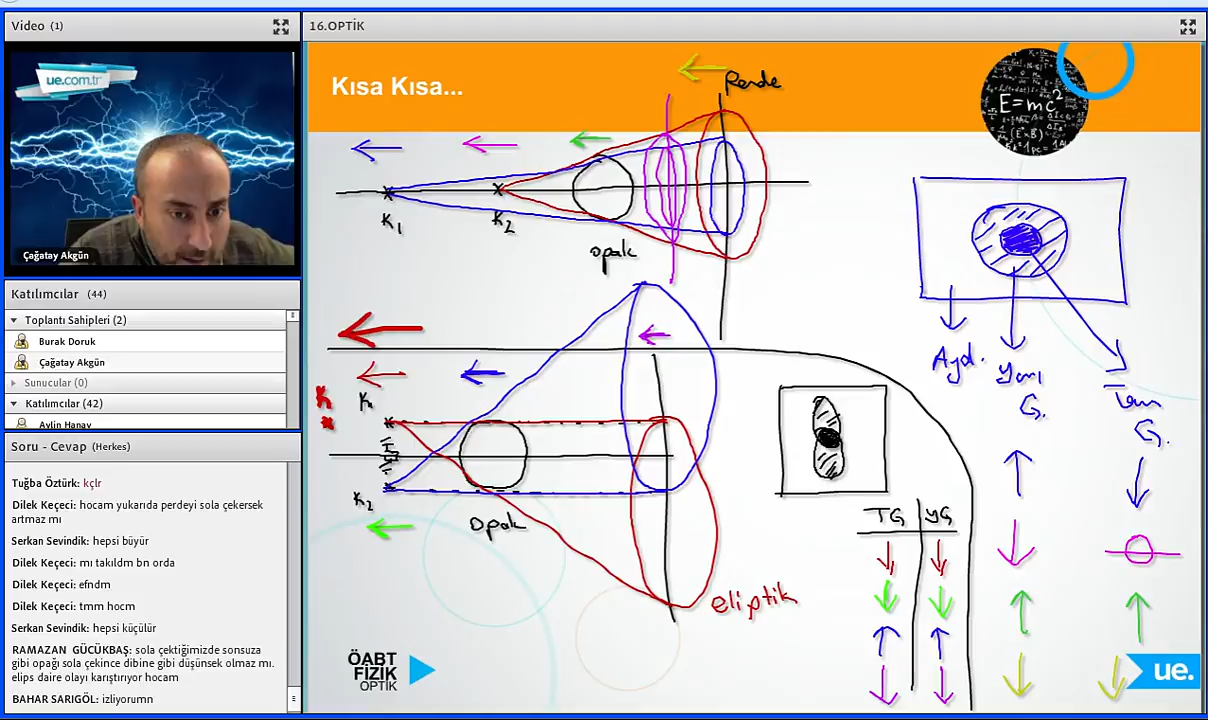 Video (1)
ue.com.tr
Çağatay Akgün
Katılımcılar (44)
Toplantı Sahipleri (2)
Burak Doruk
Çağatay Akgün
Sunucular (0)
Katılımcılar (42)
Aylin Hanay
Soru - Cevap (Herkes)
Tuğba Öztürk: kçlr
Dilek Keçeci: hocam yukarıda perdeyi sola çekersek
artmaz mı
Serkan Sevindik: hepsi büyür
Dilek Keçeci: mı takıldm bn orda
Dilek Keçeci: efndm
Dilek Keçeci: tmm hocm
Serkan Sevindik: hepsi küçülür
RAMAZAN GÜCÜKBAŞ: sola çektiğimizde sonsuza
gibi opağı sola çekince dibine gibi düşünsek olmaz mı.
elips daire olayı karıştırıyor hocam
BAHAR SARIGÖL: izliyorumn
16.OPTİK
Kısa Kısa...
Perde
E=mc²
K₁
K₂
opak
Ayd.
Yarı
G.
Tam
G.
K
K₁
K₂
opak
eliptik
TG YG
ÖABT
FİZİK
OPTİK
ue.